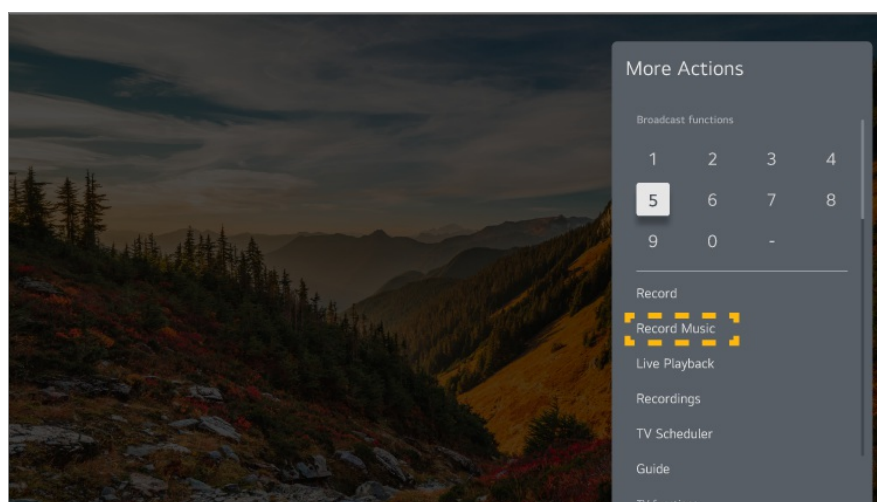 More Actions
Broadcast functions
1 2 3 4
5 6 7 8
9 0 -
Record
Record Music
Live Playback
Recordings
TV Scheduler
Guide